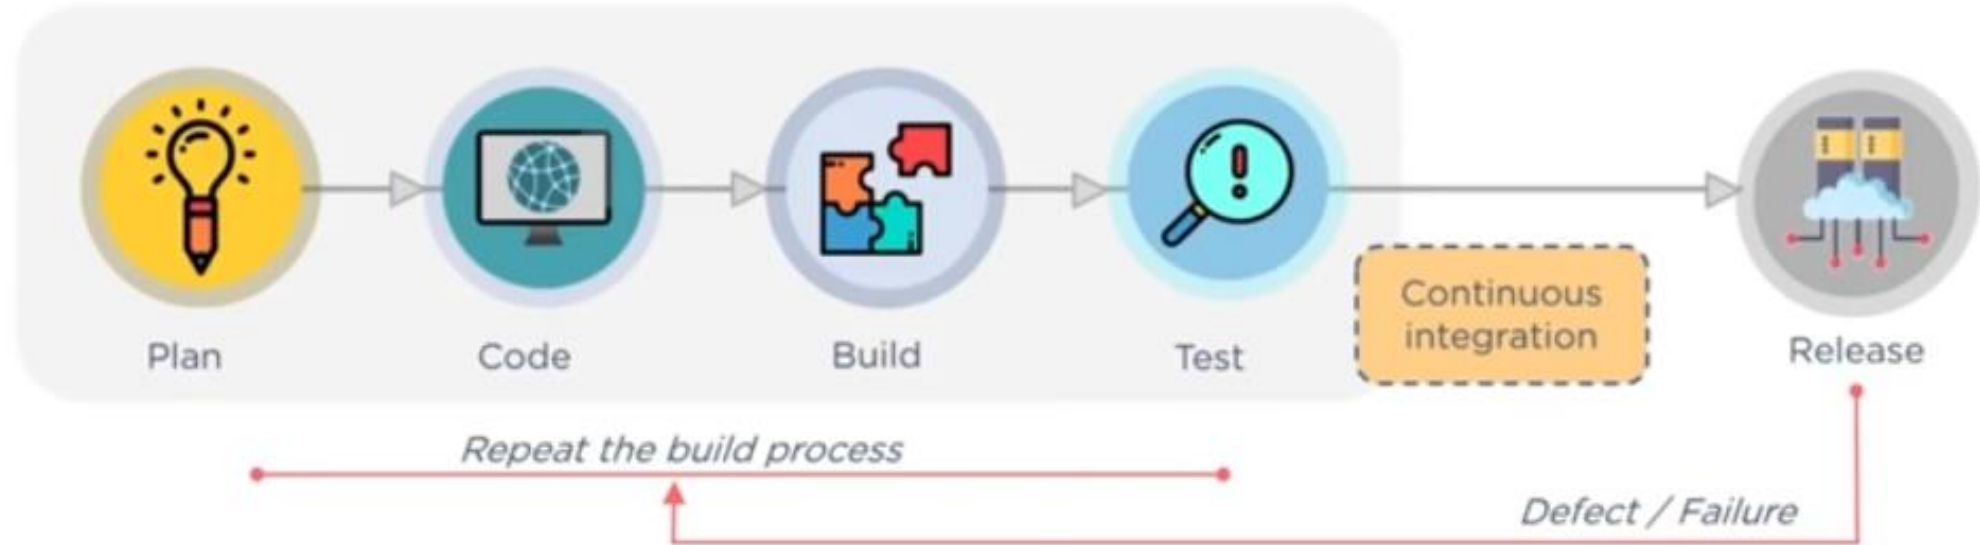 Plan
Code
Build
Test
Continuous
integration
Release
Repeat the build process
Defect / Failure